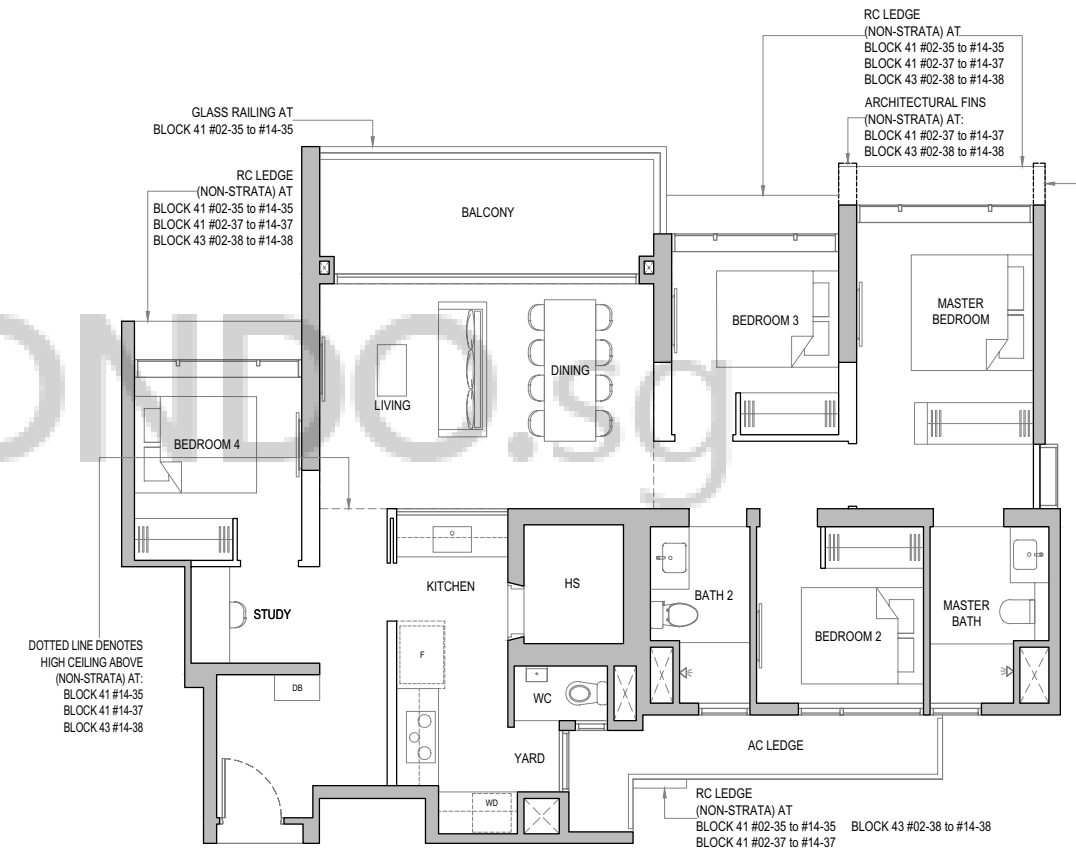 RC LEDGE
(NON-STRATA) AT
BLOCK 41 #02-35 to #14-35
BLOCK 41 #02-37 to #14-37
BLOCK 43 #02-38 to #14-38
ARCHITECTURAL FINS
(NON-STRATA) AT:
BLOCK 41 #02-37 to #14-37
BLOCK 43 #02-38 to #14-38
GLASS RAILING AT
BLOCK 41 #02-35 to #14-35
RC LEDGE
(NON-STRATA) AT
BLOCK 41 #02-35 to #14-35
BLOCK 41 #02-37 to #14-37
BLOCK 43 #02-38 to #14-38
BALCONY
BEDROOM 3
MASTER
BEDROOM
DINING
LIVING
BEDROOM 4
ONDO.sg
KITCHEN
HS
BATH 2
STUDY
BEDROOM 2
MASTER
BATH
F
DB
WC
YARD
WD
AC LEDGE
DOTTED LINE DENOTES
HIGH CEILING ABOVE
(NON-STRATA) AT:
BLOCK 41 #14-35
BLOCK 41 #14-37
BLOCK 43 #14-38
RC LEDGE
(NON-STRATA) AT
BLOCK 41 #02-35 to #14-35 BLOCK 43 #02-38 to #14-38
BLOCK 41 #02-37 to #14-37